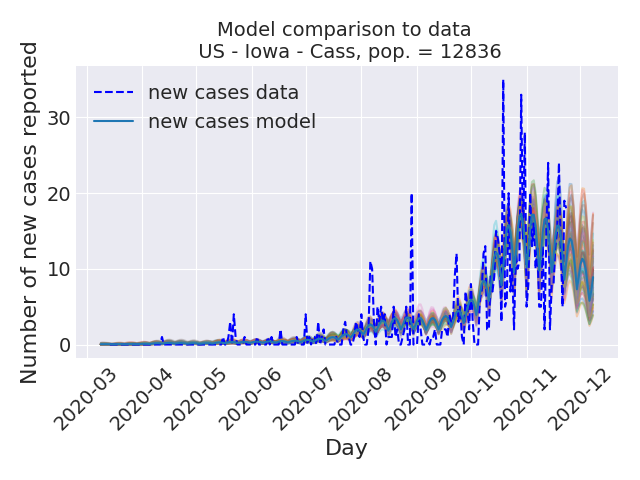 Model comparison to data
US - Iowa - Cass, pop. = 12836
Number of new cases reported
30
20
10
0
new cases data
new cases model
2020-03
2020-04
2020-05
2020-06
2020-07
2020-08
2020-09
2020-10
2020-11
2020-12
Day